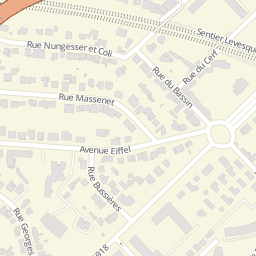 Sentier Levesque
Rue Nungesser et Coli
Rue du Cerf
Rue du Bassin
Rue Massenet
Avenue Eiffel
Rue Bussières
Rue Georges
1918